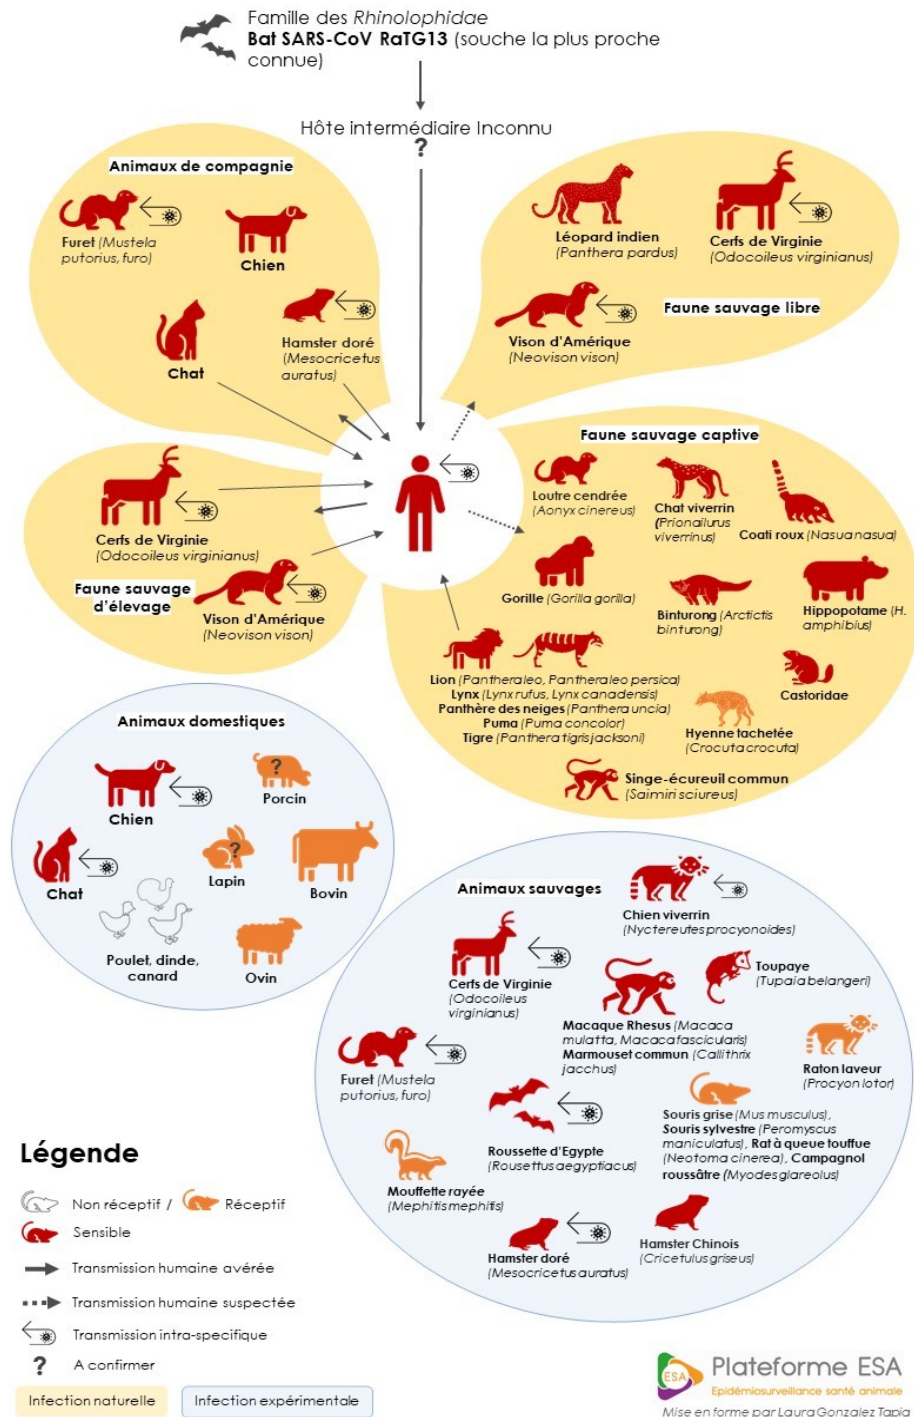 Famille des Rhinolophidae
Bat SARS-CoV RaTG13 (souche la plus proche
connue)
Hôte intermédiaire Inconnu
?
Animaux de compagnie
Furet (Mustela
putorius, furo)
Chien
Chat
Hamster doré
(Mesocricetus
auratus)
Léopard indien
(Panthera pardus)
Cerfs de Virginie
(Odocoileus virginianus)
Faune sauvage libre
Vison d'Amérique
(Neovison vison)
Cerfs de Virginie
(Odocoileus virginianus)
Faune sauvage
d'élevage
Vison d'Amérique
(Neovison vison)
Faune sauvage captive
Loutre cendrée
(Aonyx cinereus)
Chat viverrin
(Prionailurus
viverrinus)
Coati roux (Nasua nasua)
Gorille (Gorilla gorilla)
Binturong (Arctictis
binturong)
Hippopotame (H.
amphibius)
Lion (Panthera leo, Panthera leo persica)
Lynx (Lynx rufus, Lynx canadensis)
Panthère des neiges (Panthera uncia)
Puma (Puma concolor)
Tigre (Panthera tigris jacksoni)
Castoridae
Hyenne tachetée
(Crocuta crocuta)
Singe-écureuil commun
(Saimiri sciureus)
Animaux domestiques
Chien
?
Porcin
Chat
?
Lapin
Bovin
Poulet, dinde,
canard
Ovin
Animaux sauvages
Chien viverrin
(Nyctereutes procyonoides)
Cerfs de Virginie
(Odocoileus
virginianus)
Toupaye
(Tupaia belangeri)
Macaque Rhesus (Macaca
mulatta, Macaca fascicularis)
Marmouset commun (Callithrix
jacchus)
Raton laveur
(Procyon lotor)
Furet (Mustela
putorius, furo)
Roussette d'Egypte
(Rousettus aegyptiacus)
Souris grise (Mus musculus),
Souris sylvestre (Peromyscus
maniculatus), Rat à queue touffue
(Neotoma cinerea), Campagnol
roussâtre (Myodes glareolus)
Mouffette rayée
(Mephitis mephitis)
Hamster doré
(Mesocricetus auratus)
Hamster Chinois
(Cricetulus griseus)
Légende
Non réceptif / Réceptif
Sensible
Transmission humaine avérée
Transmission humaine suspectée
Transmission intra-specifique
? A confirmer
Infection naturelle
Infection expérimentale
ESA
Plateforme ESA
Epidémiosurveillance santé animale
Mise en forme par Laura Gonzalez Tapia